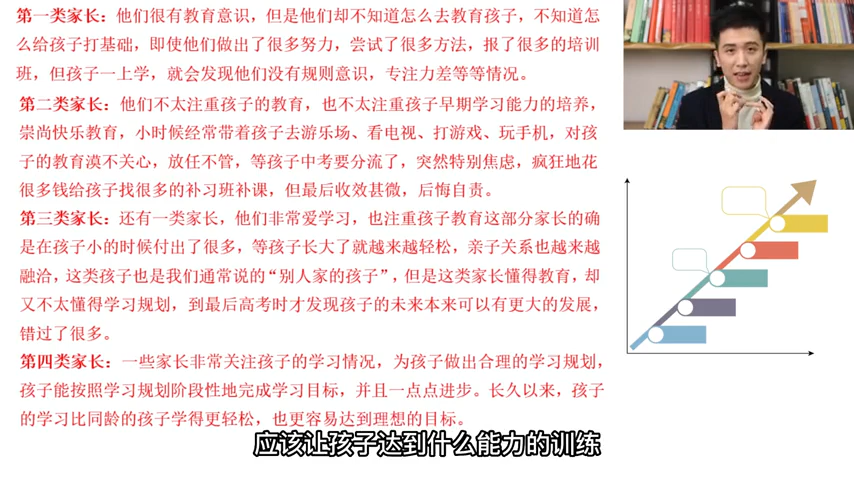 第一类家长：他们很有教育意识，但是他们却不知道怎么去教育孩子，不知道怎
么给孩子打基础，即使他们做出了很多努力，尝试了很多方法，报了很多的培训
班，但孩子一上学，就会发现他们没有规则意识，专注力差等等情况。
第二类家长：他们不太注重孩子的教育，也不太注重孩子早期学习能力的培养，
崇尚快乐教育，小时候经常带着孩子去游乐场、看电视、打游戏、玩手机，对孩
子的教育漠不关心，放任不管，等孩子中考要分流了，突然特别焦虑，疯狂地花
很多钱给孩子找很多的补习班补课，但最后收效甚微，后悔自责。
第三类家长：还有一类家长，他们非常爱学习，也注重孩子教育这部分家长的确
是在孩子小的时候付出了很多，等孩子长大了就越来越轻松，亲子关系也越来越
融洽，这类孩子也是我们通常说的“别人家的孩子”，但是这类家长懂得教育，却
又不太懂得学习规划，到最后高考时才发现孩子的未来本来可以有更大的发展，
错过了很多。
第四类家长：一些家长非常关注孩子的学习情况，为孩子做出合理的学习规划，
孩子能按照学习规划阶段性地完成学习目标，并且一点点进步。长久以来，孩子
的学习比同龄的孩子学得更轻松，也更容易达到理想的目标。
应该让孩子达到什么能力的训练